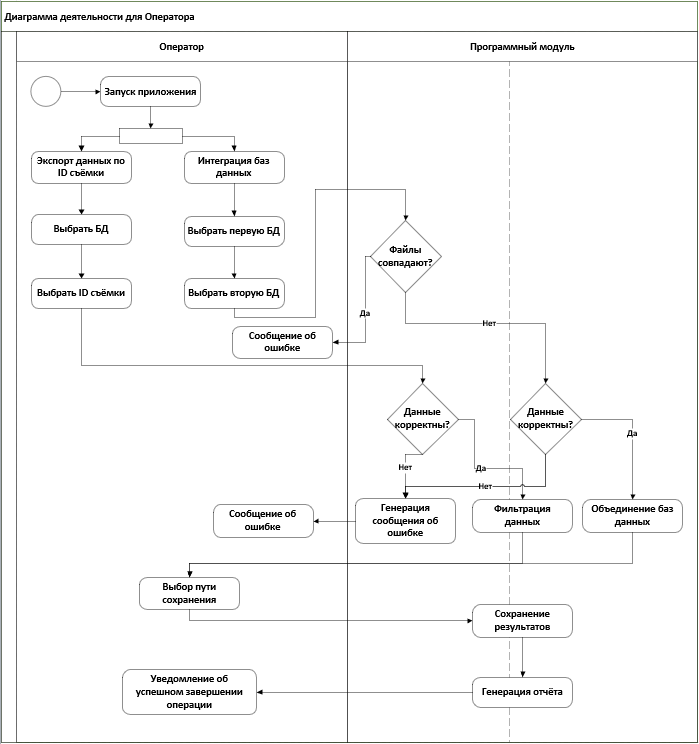 Диаграмма деятельности для Оператора
Оператор
Программный модуль
Запуск приложения
Экспорт данных по
ID съёмки
Интеграция баз
данных
Выбрать БД
Выбрать первую БД
Файлы
совпадают?
Выбрать ID съёмки
Выбрать вторую БД
Да
Нет
Сообщение об
ошибке
Данные
корректны?
Данные
корректны?
Да
Нет
Да
Нет
Сообщение об
ошибке
Генерация
сообщения об
ошибке
Фильтрация
данных
Объединение баз
данных
Выбор пути
сохранения
Сохранение
результатов
Уведомление об
успешном завершении
операции
Генерация отчёта